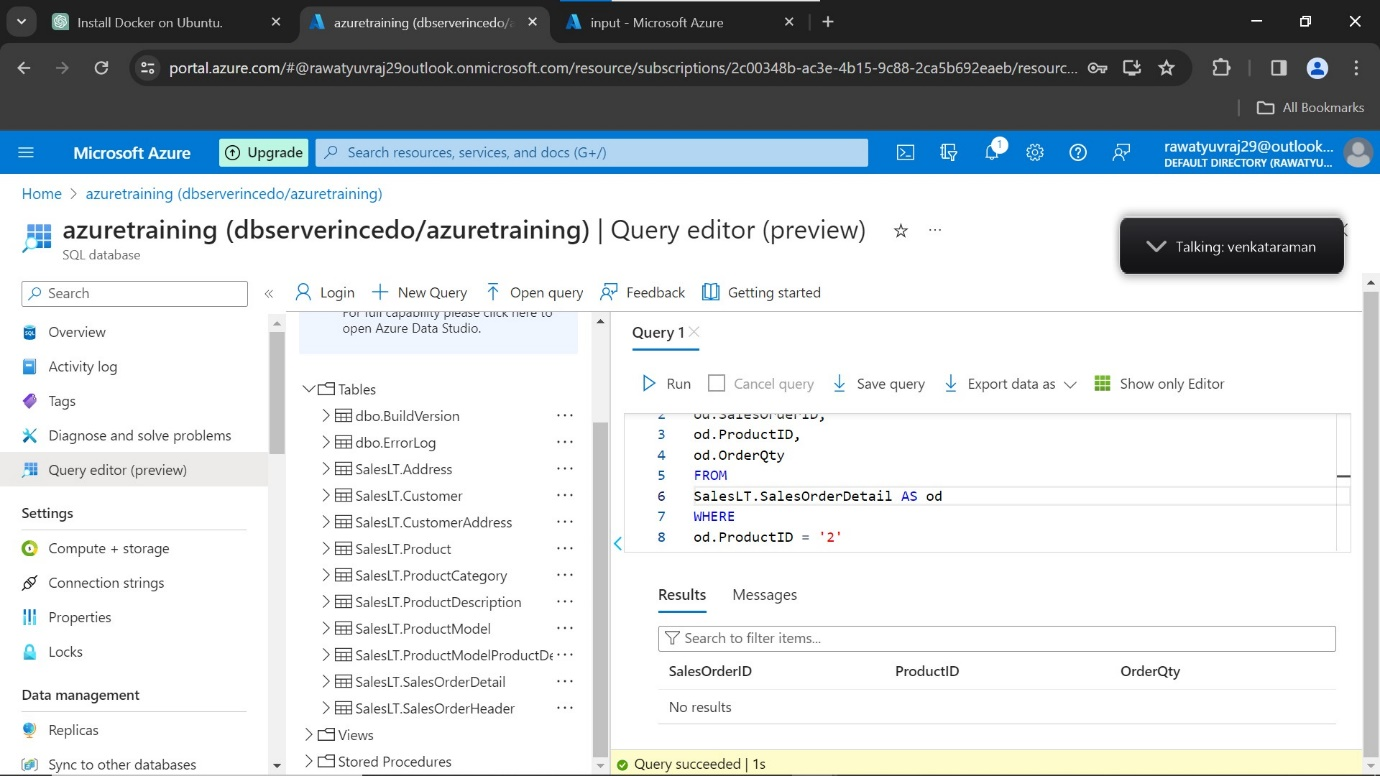 Install Docker on Ubuntu.
azuretraining (dbserverincedo/a
input - Microsoft Azure
portal.azure.com/#@rawatyuvraj29outlook.onmicrosoft.com/resource/subscriptions/2c00348b-ac3e-4b15-9c88-2ca5b692eaeb/resourc...
All Bookmarks
Microsoft Azure
Upgrade
Search resources, services, and docs (G+/)
1
rawatyuvraj29@outlook...
DEFAULT DIRECTORY (RAWATYU...
Home > azuretraining (dbserverincedo/azuretraining)
azuretraining (dbserverincedo/azuretraining) | Query editor (preview)
SQL database
Talking: venkataraman
Search
Overview
Activity log
Tags
Diagnose and solve problems
Query editor (preview)
Settings
Compute + storage
Connection strings
Properties
Locks
Data management
Replicas
Sync to other databases
Login
New Query
Open query
Feedback
Getting started
For full capability please click here to
open Azure Data Studio.
Tables
dbo.BuildVersion
dbo.ErrorLog
SalesLT.Address
SalesLT.Customer
SalesLT.CustomerAddress
SalesLT.Product
SalesLT.ProductCategory
SalesLT.ProductDescription
SalesLT.ProductModel
SalesLT.ProductModelProductDe
SalesLT.SalesOrderDetail
SalesLT.SalesOrderHeader
Views
Stored Procedures
Query 1
Run
Cancel query
Save query
Export data as
Show only Editor
2 od.SalesOrderID,
3 od.ProductID,
4 od.OrderQty
5 FROM
6 SalesLT.SalesOrderDetail AS od
7 WHERE
8 od.ProductID = '2'
Results
Messages
Search to filter items...
SalesOrderID ProductID OrderQty
No results
Query succeeded | 1s